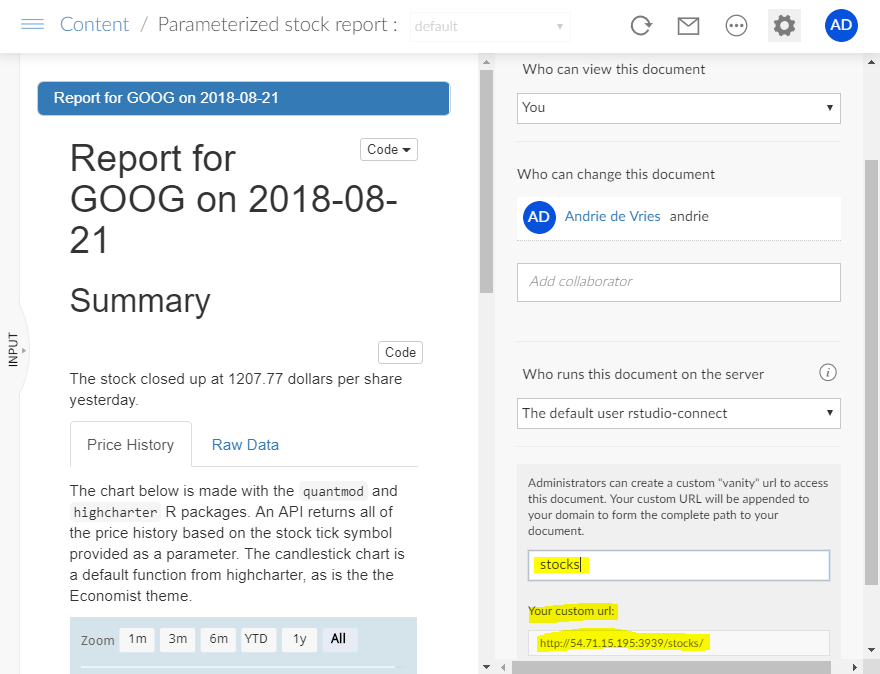 Content / Parameterized stock report : default
AD
Report for GOOG on 2018-08-21
Code
Report for
GOOG on 2018-08-
21
Summary
Code
The stock closed up at 1207.77 dollars per share
yesterday.
Price History Raw Data
The chart below is made with the quantmod and
highcharter R packages. An API returns all of
the price history based on the stock tick symbol
provided as a parameter. The candlestick chart is
a default function from highcharter, as is the the
Economist theme.
Zoom 1m 3m 6m YTD 1y All
INPUT
Who can view this document
You
Who can change this document
AD Andrie de Vries andrie
Add collaborator
Who runs this document on the server i
The default user rstudio-connect
Administrators can create a custom "vanity" url to access
this document. Your custom URL will be appended to
your domain to form the complete path to your
document.
stocks
Your custom url:
http://54.71.15.195:3939/stocks/